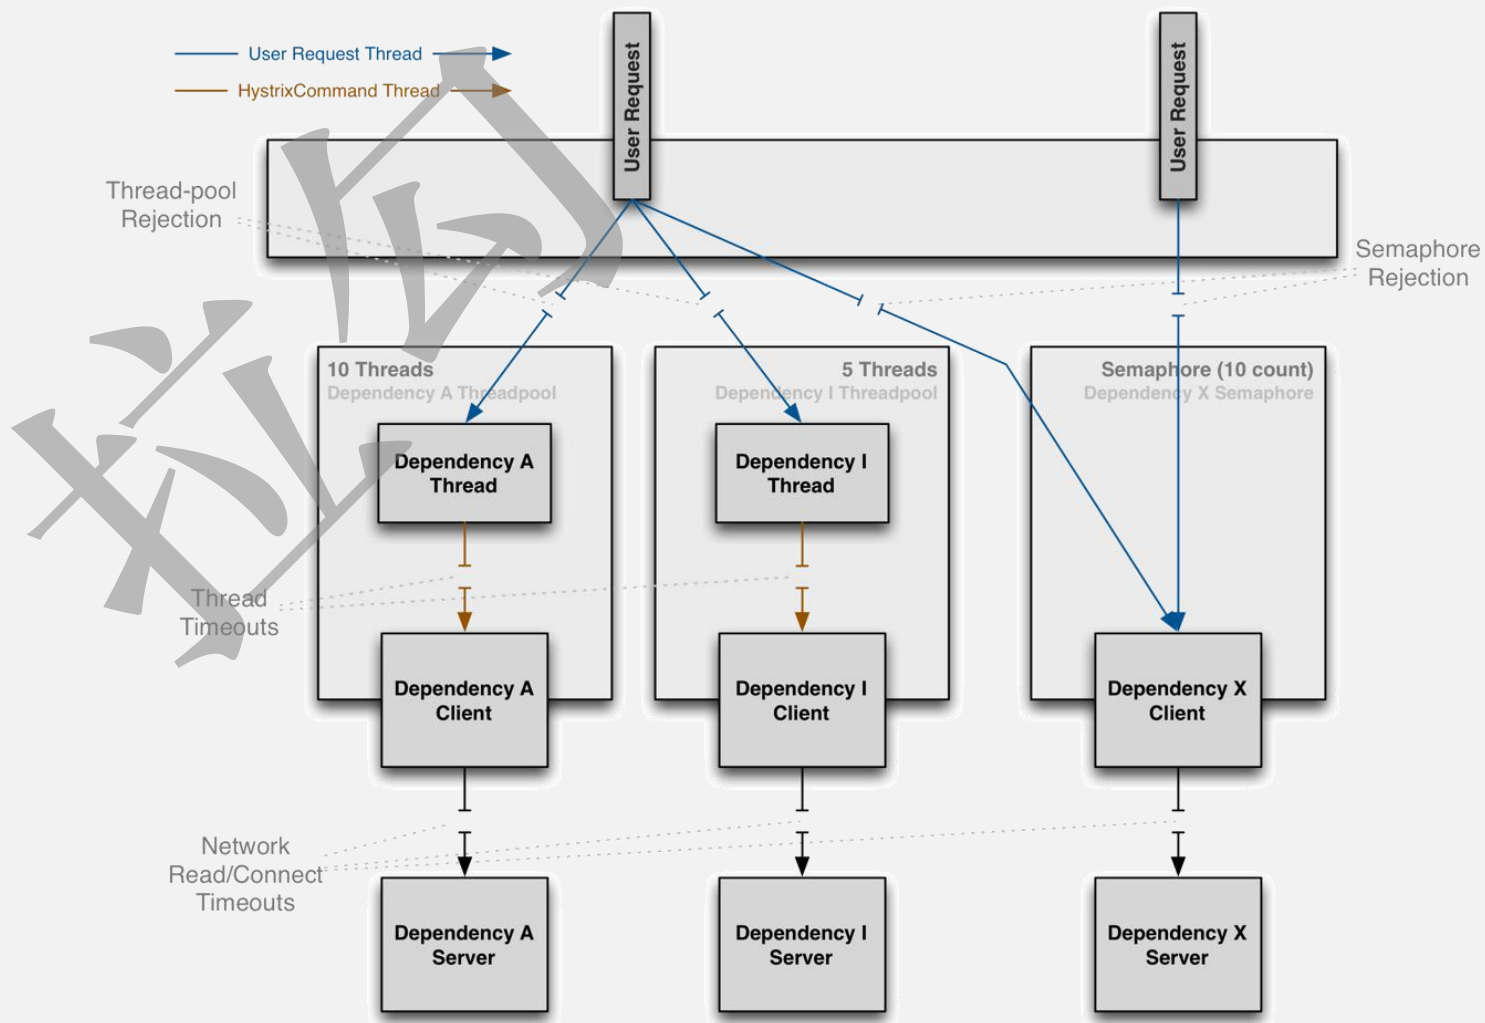 User Request Thread
HystrixCommand Thread
User Request
User Request
Thread-pool
Rejection
Semaphore
Rejection
10 Threads
Dependency A Threadpool
5 Threads
Dependency I Threadpool
Semaphore (10 count)
Dependency X Semaphore
Dependency A
Thread
Dependency I
Thread
Thread
Timeouts
Dependency A
Client
Dependency I
Client
Dependency X
Client
Network
Read/Connect
Timeouts
Dependency A
Server
Dependency I
Server
Dependency X
Server
拉勾